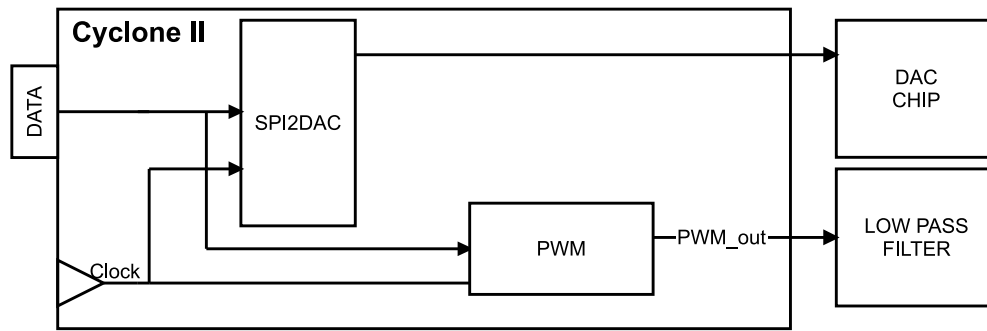 Cyclone II
DATA
SPI2DAC
DAC
CHIP
Clock
PWM
PWM_out
LOW PASS
FILTER